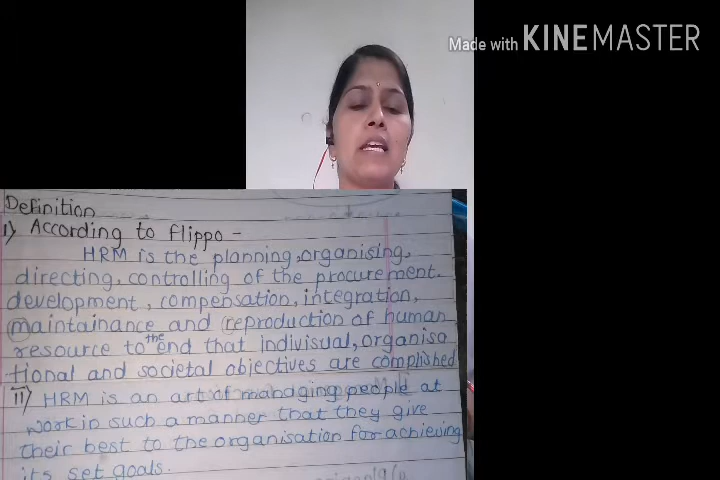 Made with KINEMASTER
Definition
I) According to flippo -
HRM is the planning, organising,
directing, controlling of the procurement.
development, compensation, integration,
maintainance and reproduction of human
resource to the end that indivisual, organisa
tional and societal objectives are complished
II) HRM is an art of managing people at
work in such a manner that they give
their best to the organisation for achieving
its set goals.